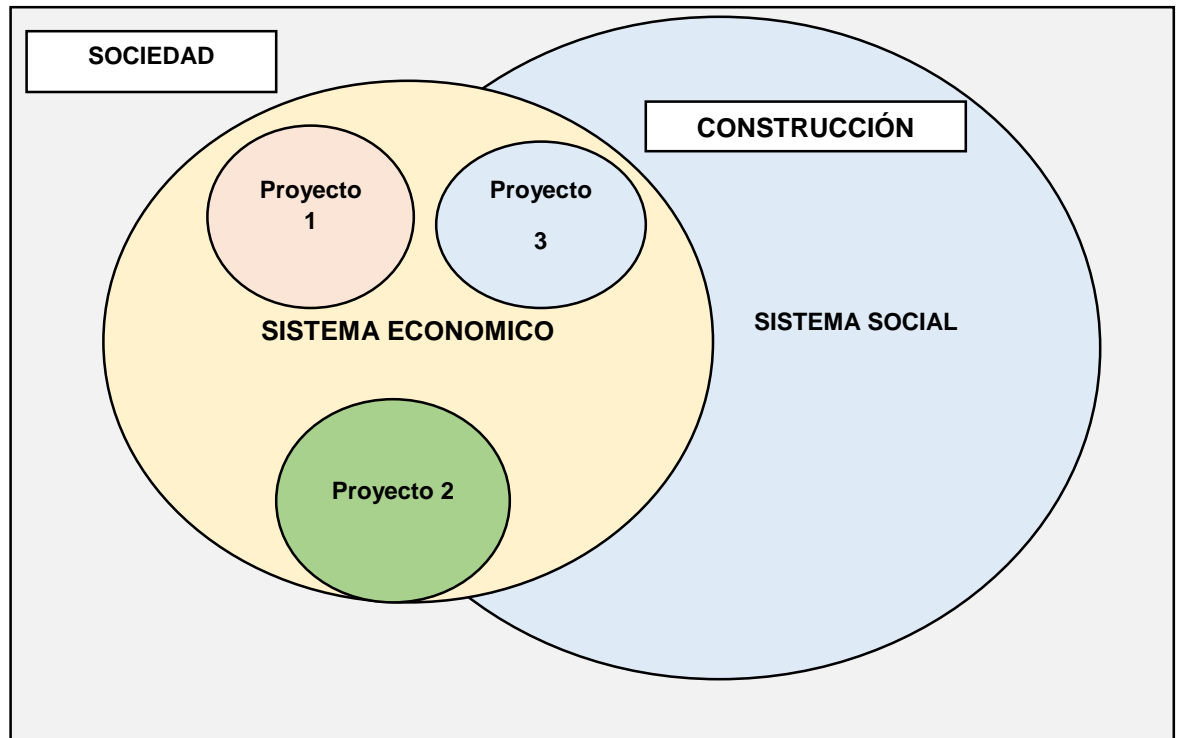 SOCIEDAD
CONSTRUCCIÓN
Proyecto
1
Proyecto
3
SISTEMA ECONOMICO
SISTEMA SOCIAL
Proyecto 2